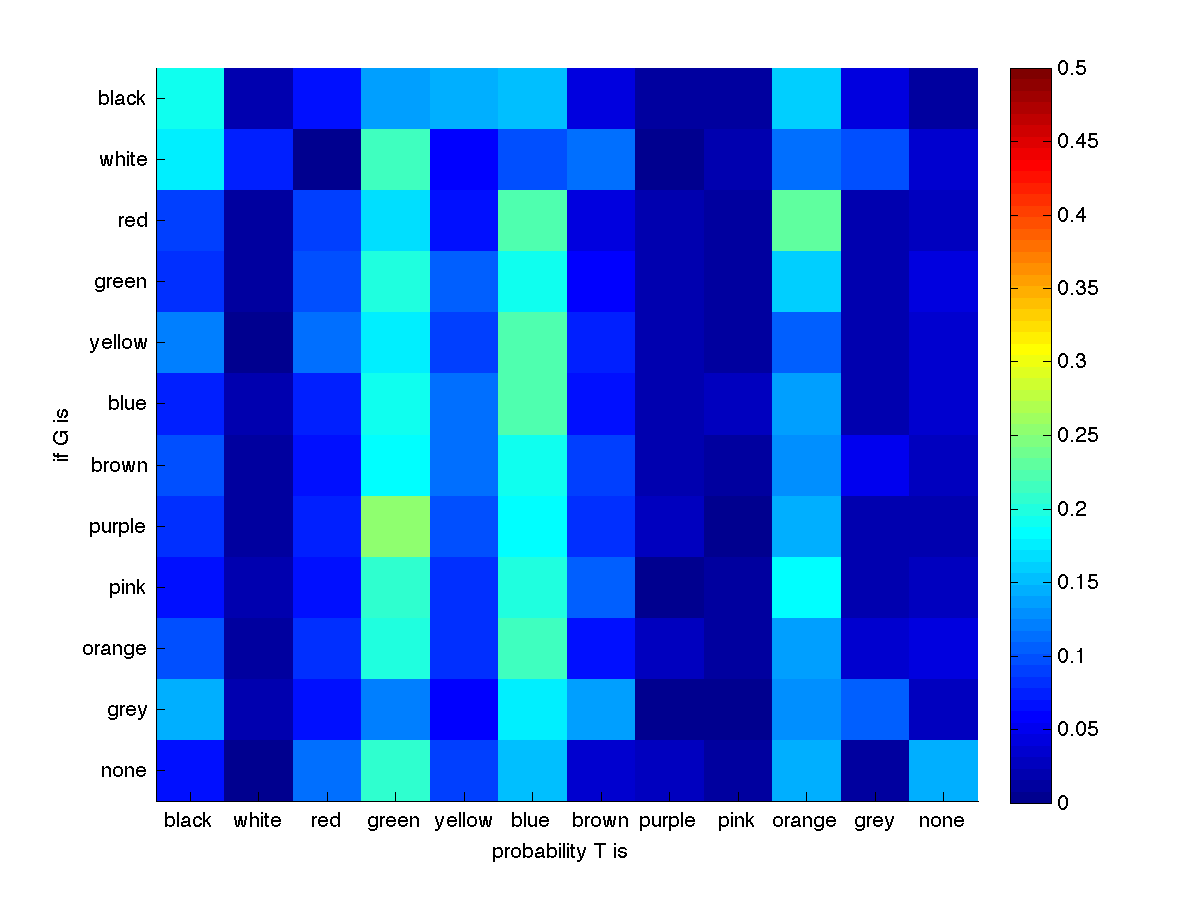 black
white
red
green
yellow
blue
brown
purple
pink
orange
grey
none
if G is
black white red green yellow blue brown purple pink orange grey none
probability T is
0.5
0.45
0.4
0.35
0.3
0.25
0.2
0.15
0.1
0.05
0